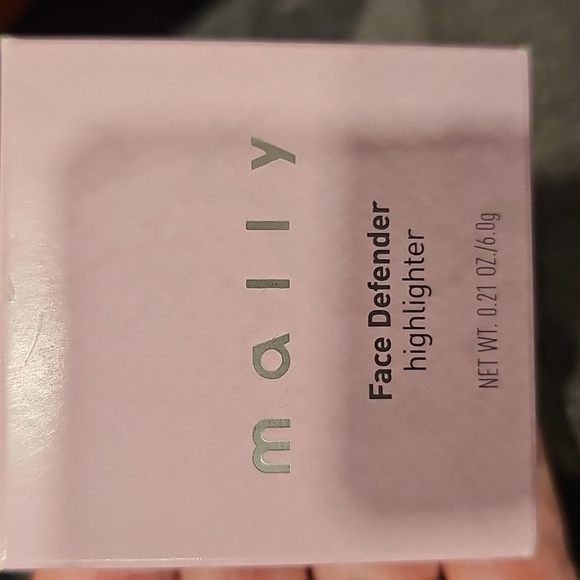 mally
Face Defender
highlighter
NET WT. 0.21 OZ./6.0g